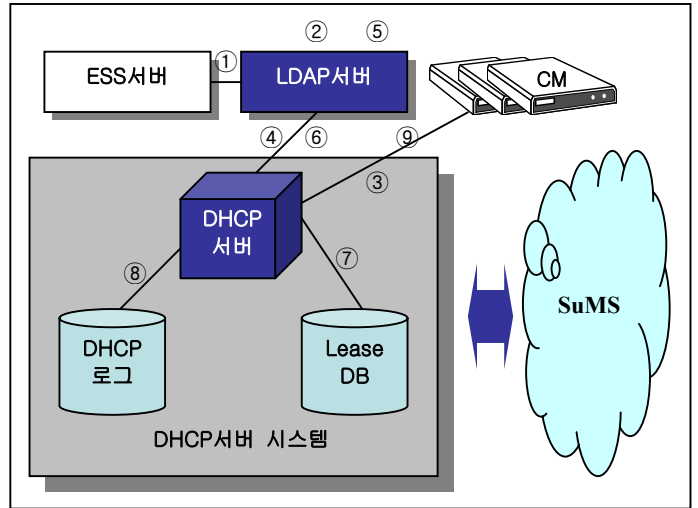 ② ⑤
ESS서버 ① LDAP서버 CM
④ ⑥ ⑨
③
DHCP
서버
⑧ ⑦
SuMS
DHCP
로그
Lease
DB
DHCP서버 시스템